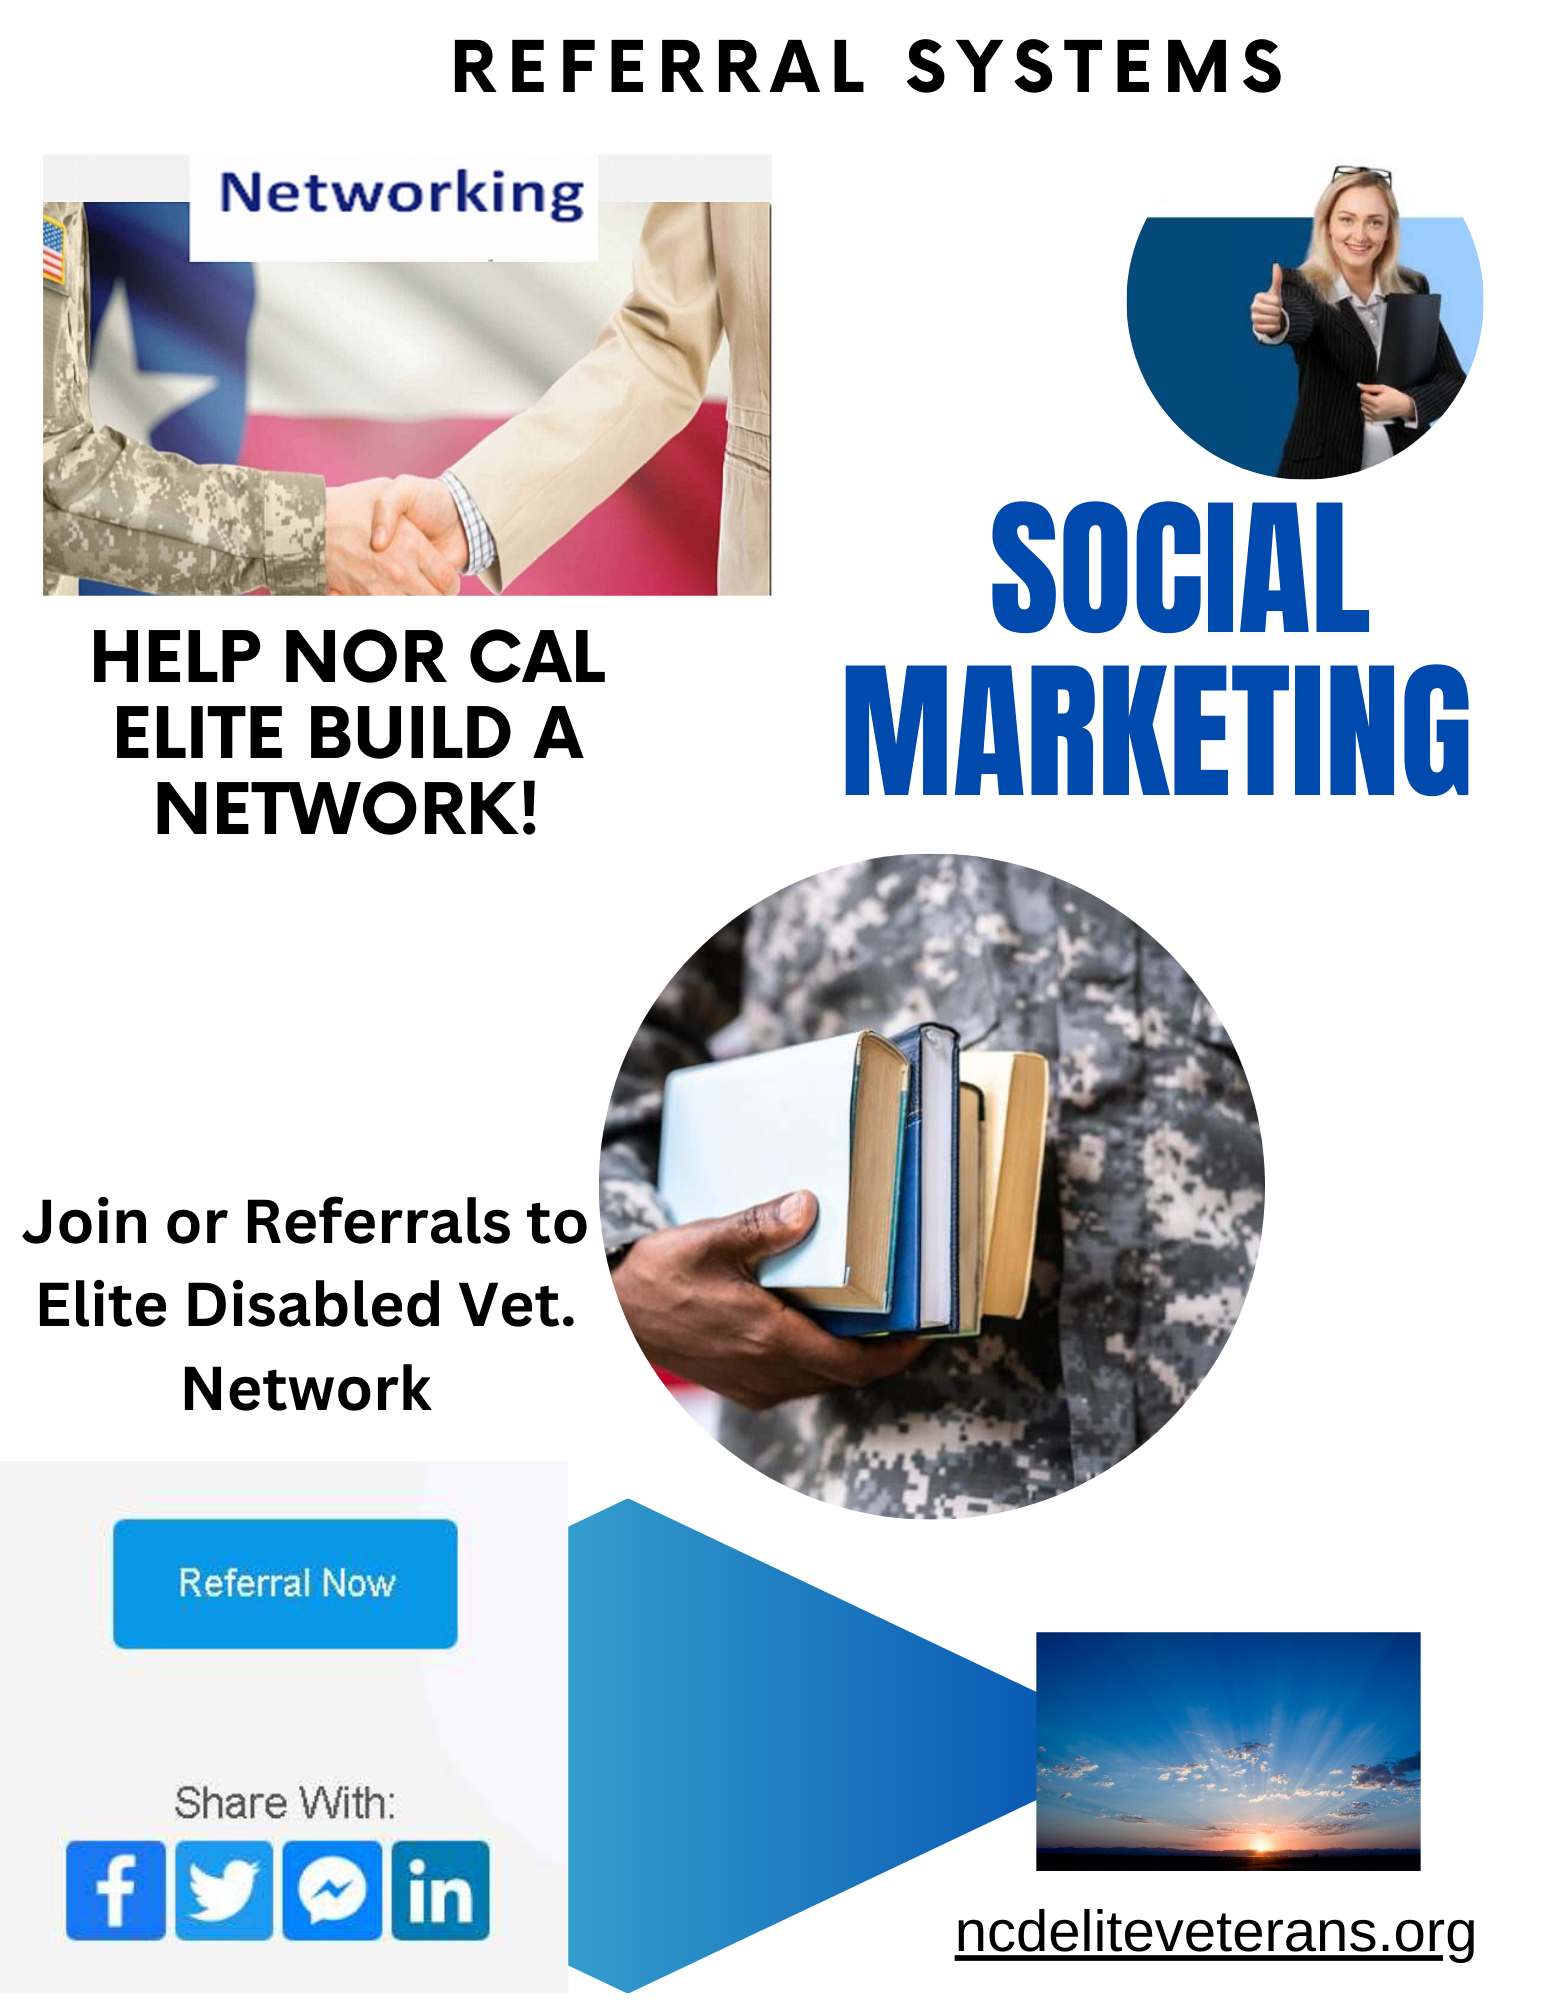 REFERRAL SYSTEMS
Networking
HELP NOR CAL
ELITE BUILD A
NETWORK!
SOCIAL
MARKETING
Join or Referrals to
Elite Disabled Vet.
Network
Referral Now
Share With:
f in
ncdeliteveterans.org